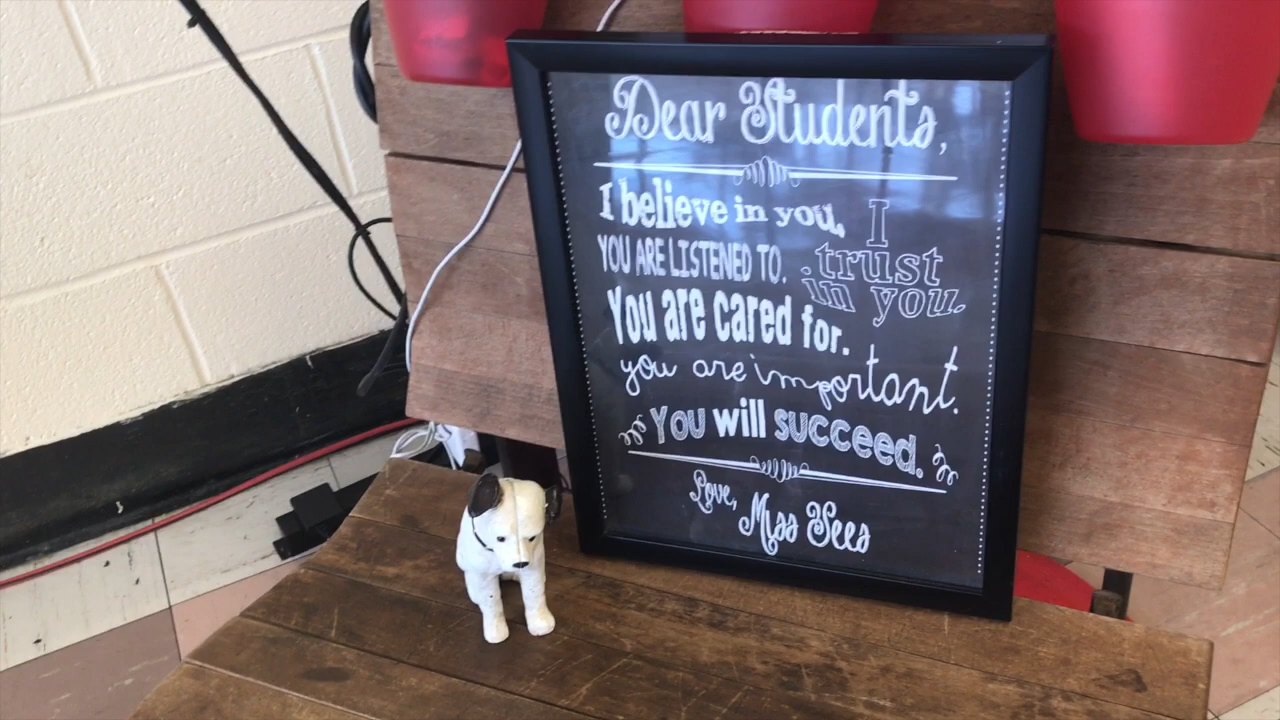 Dear Students,
I believe in you,
I trust in you.
YOU ARE LISTENED TO.
You are cared for.
you are important.
You will succeed.
Love,
Miss Sees